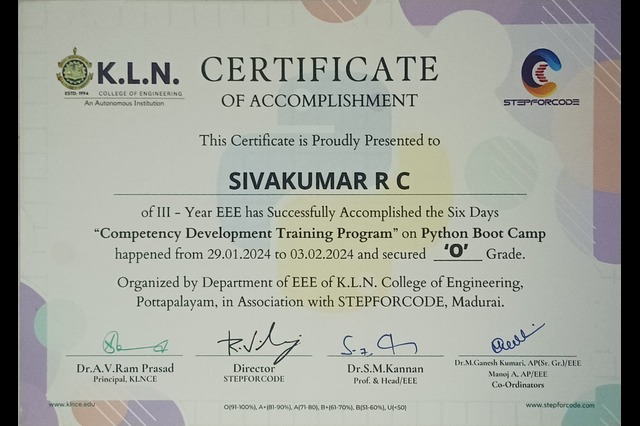 K.L.N.
COLLEGE OF ENGINEERING
ESTD: 1994
An Autonomous Institution
CERTIFICATE
OF ACCOMPLISHMENT
STEPFORCODE
This Certificate is Proudly Presented to
SIVAKUMAR R C
of III - Year EEE has Successfully Accomplished the Six Days
“Competency Development Training Program” on Python Boot Camp
happened from 29.01.2024 to 03.02.2024 and secured ‘O’ Grade.
Organized by Department of EEE of K.L.N. College of Engineering,
Pottapalayam, in Association with STEPFORCODE, Madurai.
Dr.A.V.Ram Prasad
Principal, KLNCE
Director
STEPFORCODE
Dr.S.M.Kannan
Prof. & Head/EEE
Dr.M.Ganesh Kumari, AP(Sr. Gr.)/EEE
Manoj A, AP/EEE
Co-Ordinators
www.klnce.edu
O(91-100%), A+(81-90%), A(71-80), B+(61-70%), B(51-60%), U(<50)
www.stepforcode.com